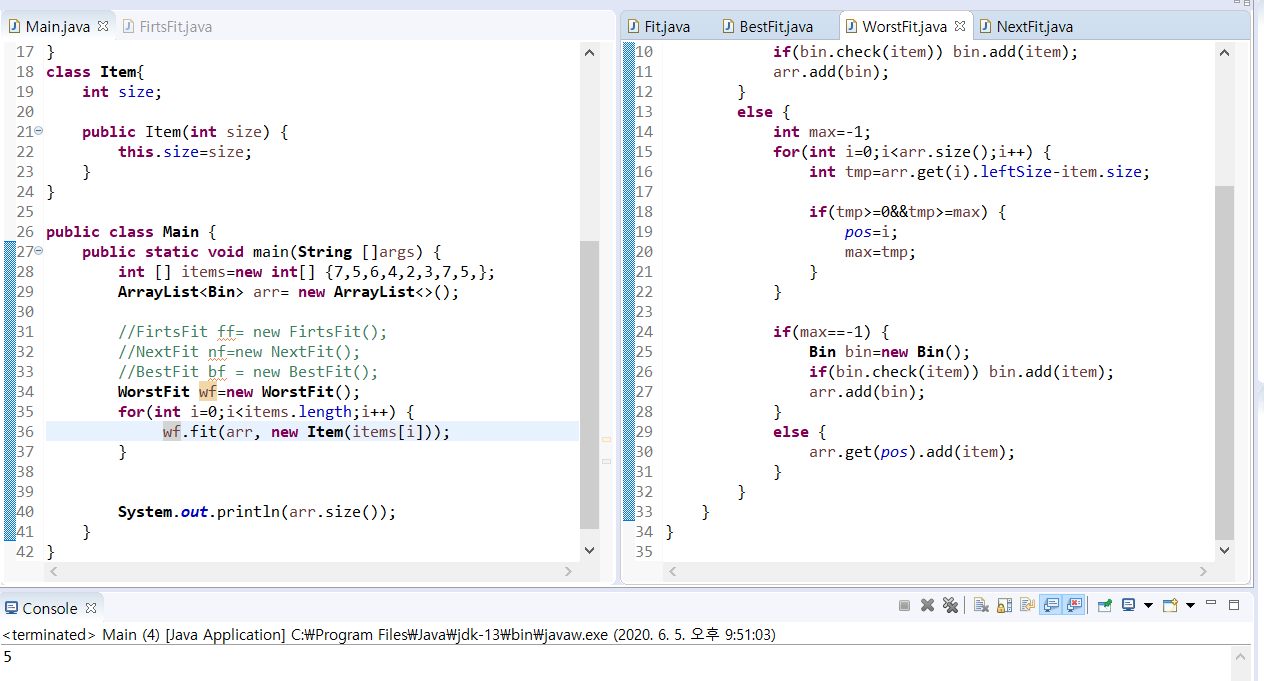 Main.java FirtsFit.java
17 }
18 class Item{
19 int size;
20
21 public Item(int size) {
22 this.size=size;
23 }
24 }
25
26 public class Main {
27 public static void main(String []args) {
28 int [] items=new int[] {7,5,6,4,2,3,7,5,};
29 ArrayList<Bin> arr= new ArrayList<>();
30
31 //FirtsFit ff= new FirtsFit();
32 //NextFit nf=new NextFit();
33 //BestFit bf = new BestFit();
34 WorstFit wf=new WorstFit();
35 for(int i=0;i<items.length;i++) {
36 wf.fit(arr, new Item(items[i]));
37 }
38
39
40 System.out.println(arr.size());
41 }
42 }
Fit.java BestFit.java WorstFit.java NextFit.java
10 if(bin.check(item)) bin.add(item);
11 arr.add(bin);
12 }
13 else {
14 int max=-1;
15 for(int i=0;i<arr.size();i++) {
16 int tmp=arr.get(i).leftSize-item.size;
17
18 if(tmp>=0&&tmp>=max) {
19 pos=i;
20 max=tmp;
21 }
22 }
23
24 if(max==-1) {
25 Bin bin=new Bin();
26 if(bin.check(item)) bin.add(item);
27 arr.add(bin);
28 }
29 else {
30 arr.get(pos).add(item);
31 }
32 }
33 }
34 }
35
Console
<terminated> Main (4) [Java Application] C:₩Program Files₩Java₩jdk-13₩bin₩javaw.exe (2020. 6. 5. 오후 9:51:03)
5